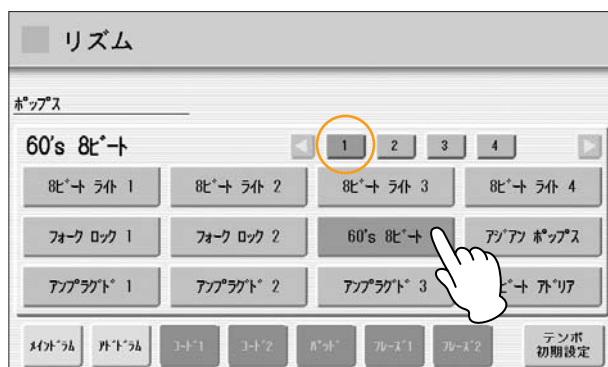 リズム
ﾎﾟｯﾌﾟｽ
60's 8ﾋﾞｰﾄ
1 2 3 4
8ﾋﾞｰﾄ ﾗｲﾄ 1 8ﾋﾞｰﾄ ﾗｲﾄ 2 8ﾋﾞｰﾄ ﾗｲﾄ 3 8ﾋﾞｰﾄ ﾗｲﾄ 4
ﾌｫｰｸ ﾛｯｸ 1 ﾌｫｰｸ ﾛｯｸ 2 60's 8ﾋﾞｰﾄ ｱｼﾞｱﾝ ﾎﾟｯﾌﾟｽ
ｱﾝﾌﾟﾗｸﾞﾄﾞ 1 ｱﾝﾌﾟﾗｸﾞﾄﾞ 2 ｱﾝﾌﾟﾗｸﾞﾄﾞ 3 ﾋﾞｰﾄ ｱﾄﾞﾘｱ
ﾒｲﾝﾄﾞﾗﾑ ｱﾄﾞﾄﾞﾗﾑ ｺｰﾄﾞ1 ｺｰﾄﾞ2 ﾊﾟｯﾄﾞ ﾌﾚｰｽﾞ1 ﾌﾚｰｽﾞ2 テンポ
初期設定